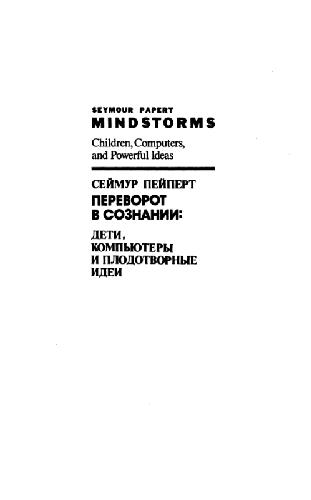 SEYMOUR PAPERT
MINDSTORMS
Children, Computers,
and Powerful Ideas
СЕЙМУР ПЕЙПЕРТ
ПЕРЕВОРОТ
В СОЗНАНИИ:
ДЕТИ,
КОМПЬЮТЕРЫ
И ПЛОДОТВОРНЫЕ
ИДЕИ